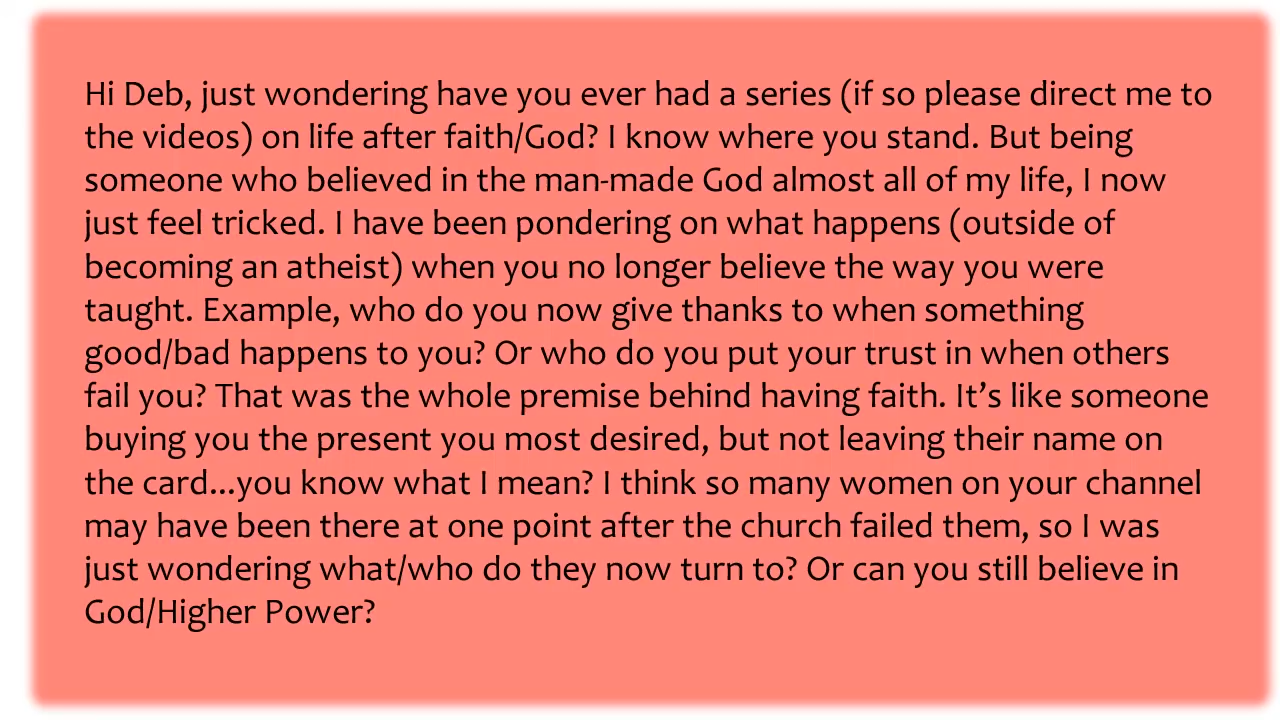 Hi Deb, just wondering have you ever had a series (if so please direct me to
the videos) on life after faith/God? I know where you stand. But being
someone who believed in the man-made God almost all of my life, I now
just feel tricked. I have been pondering on what happens (outside of
becoming an atheist) when you no longer believe the way you were
taught. Example, who do you now give thanks to when something
good/bad happens to you? Or who do you put your trust in when others
fail you? That was the whole premise behind having faith. It’s like someone
buying you the present you most desired, but not leaving their name on
the card...you know what I mean? I think so many women on your channel
may have been there at one point after the church failed them, so I was
just wondering what/who do they now turn to? Or can you still believe in
God/Higher Power?